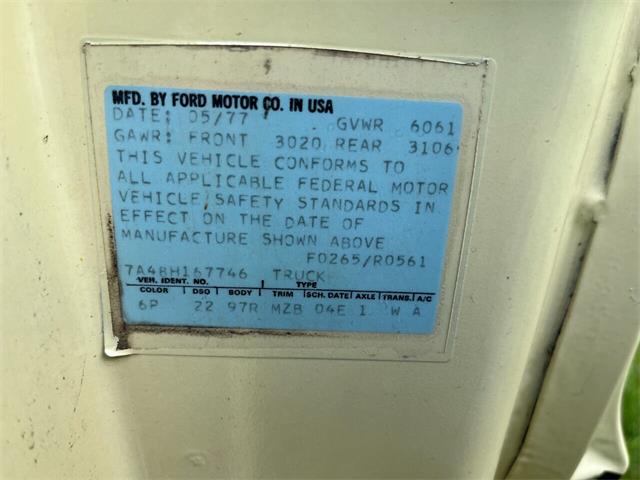 MFD. BY FORD MOTOR CO. IN USA
DATE: 05/77 GVWR 6061
GAWR: FRONT 3020 REAR 3106
THIS VEHICLE CONFORMS TO
ALL APPLICABLE FEDERAL MOTOR
VEHICLE SAFETY STANDARDS IN
EFFECT ON THE DATE OF
MANUFACTURE SHOWN ABOVE
F0265/R0561
7A48H167746 TRUCK
VEH. IDENT. NO. TYPE
COLOR DSO BODY TRIM SCH. DATE AXLE TRANS. A/C
6P 22 97R MZB 04E 1 W A